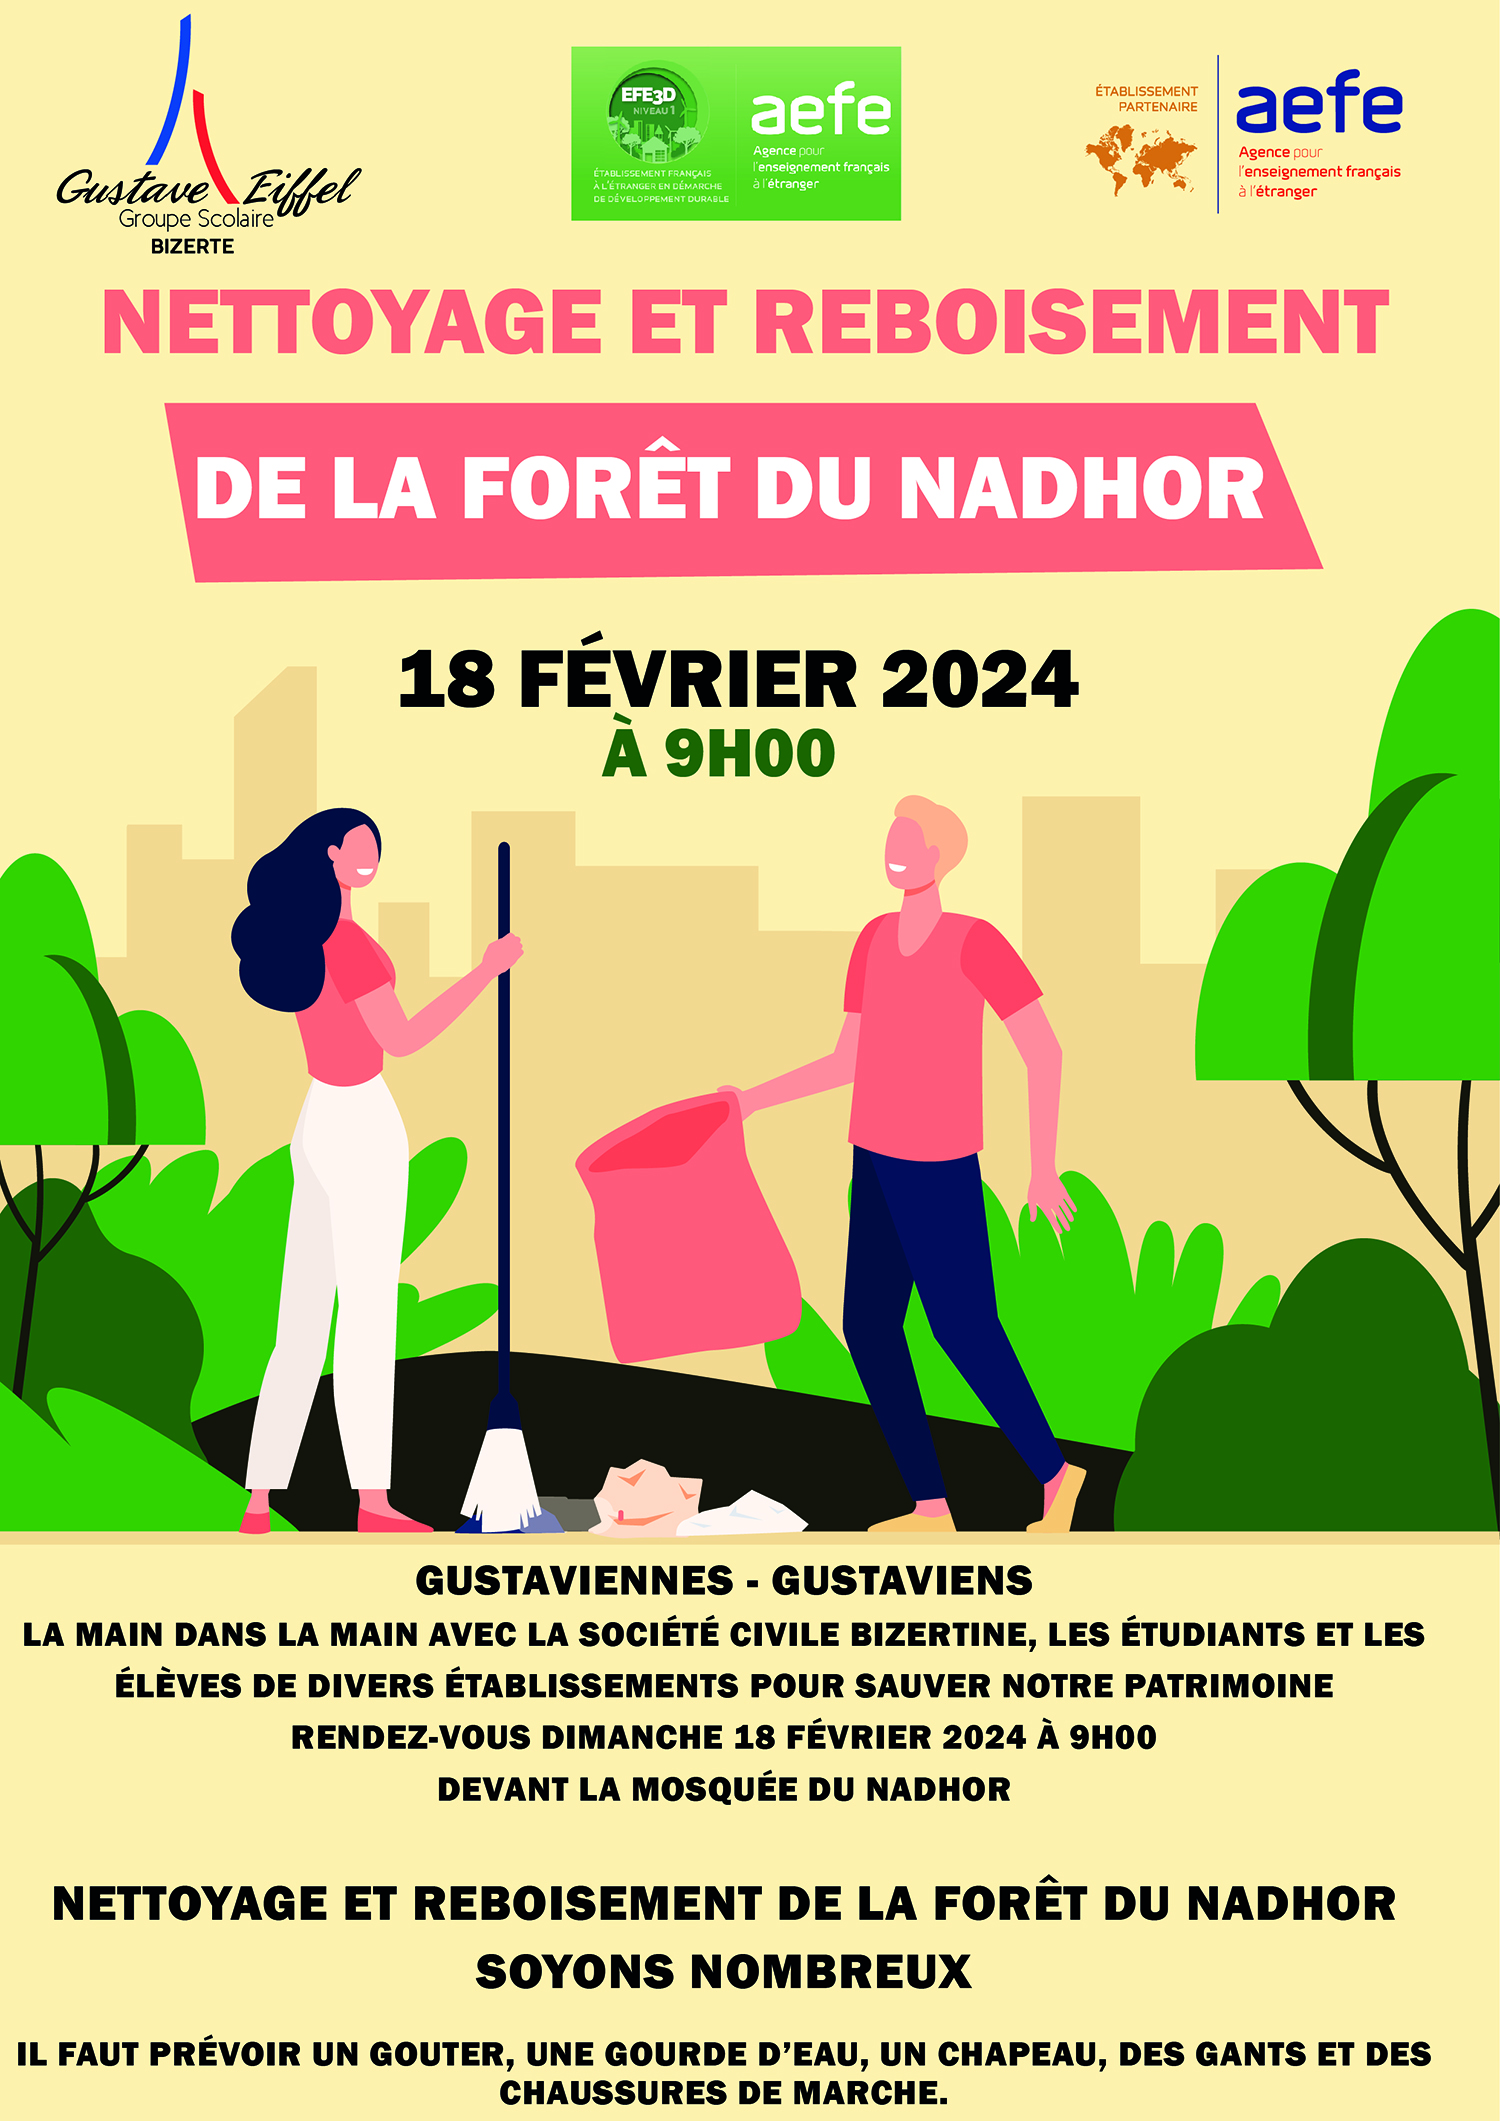 Gustave Eiffel
Groupe Scolaire
BIZERTE
EFE3D
NIVEAU 1
ÉTABLISSEMENT FRANÇAIS
À L'ÉTRANGER EN DÉMARCHE
DE DÉVELOPPEMENT DURABLE
aefe
Agence pour
l'enseignement français
à l'étranger
ÉTABLISSEMENT
PARTENAIRE
aefe
Agence pour
l'enseignement français
à l'étranger
NETTOYAGE ET REBOISEMENT
DE LA FORÊT DU NADHOR
18 FÉVRIER 2024
À 9H00
GUSTAVIENNES - GUSTAVIENS
LA MAIN DANS LA MAIN AVEC LA SOCIÉTÉ CIVILE BIZERTINE, LES ÉTUDIANTS ET LES
ÉLÈVES DE DIVERS ÉTABLISSEMENTS POUR SAUVER NOTRE PATRIMOINE
RENDEZ-VOUS DIMANCHE 18 FÉVRIER 2024 À 9H00
DEVANT LA MOSQUÉE DU NADHOR
NETTOYAGE ET REBOISEMENT DE LA FORÊT DU NADHOR
SOYONS NOMBREUX
IL FAUT PRÉVOIR UN GOUTER, UNE GOURDE D'EAU, UN CHAPEAU, DES GANTS ET DES
CHAUSSURES DE MARCHE.